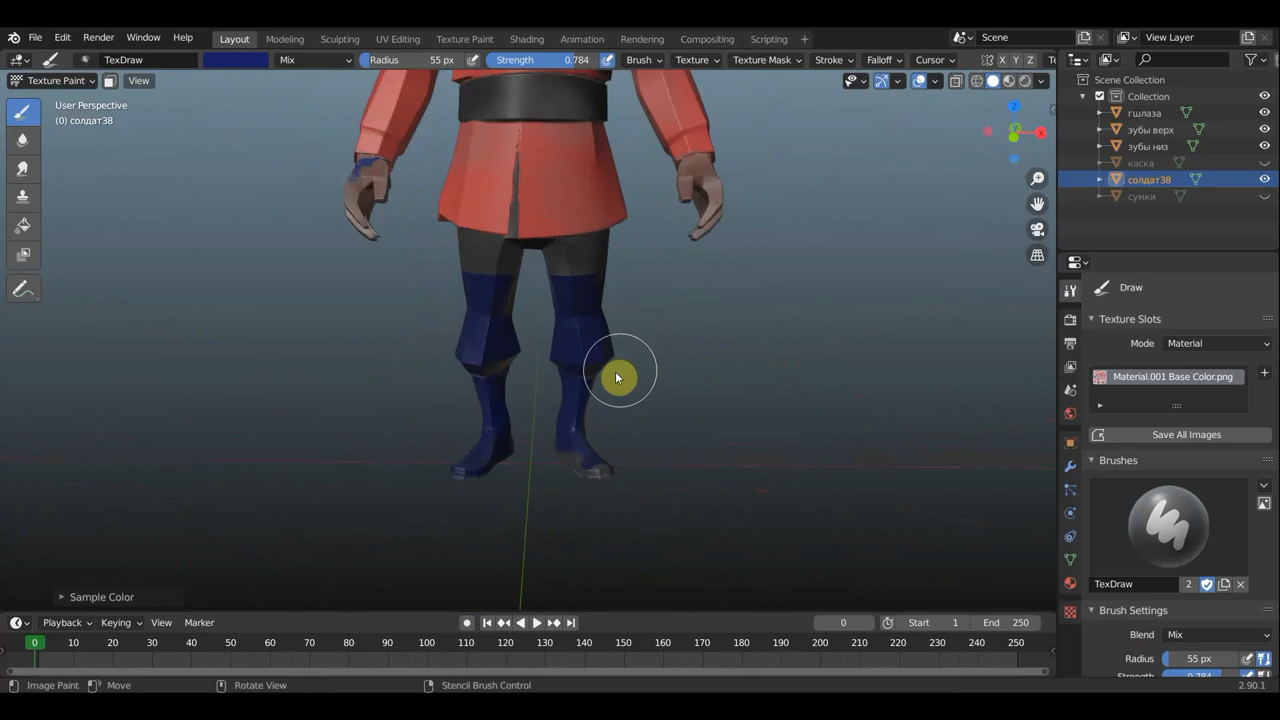 File Edit Render Window Help Layout Modeling Sculpting UV Editing Texture Paint Shading Animation Rendering Compositing Scripting + Scene View Layer
TexDraw Mix Radius 55 px Strength 0.784 Brush Texture Texture Mask Stroke Falloff Cursor X Y Z Te
Texture Paint View
User Perspective
(0) солдат38
X
Y
Z
Scene Collection
Collection
гшлаза
зубы верх
зубы низ
каска
солдат38
сумки
Draw
Texture Slots
Mode Material
Material.001 Base Color.png
Save All Images
Brushes
TexDraw 2
Brush Settings
Blend Mix
Radius 55 px
Strength 0.784
Sample Color
Playback Keying View Marker 0 Start 1 End 250
0 10 20 30 40 50 60 70 80 90 100 110 120 130 140 150 160 170 180 190 200 210 220 230 240 250
Image Paint Move Rotate View Stencil Brush Control 2.90.1